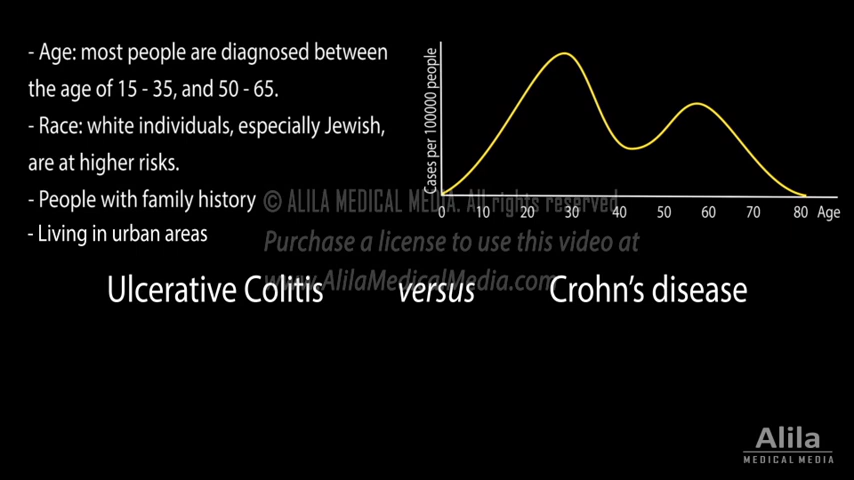 - Age: most people are diagnosed between
the age of 15 - 35, and 50 - 65.
- Race: white individuals, especially Jewish,
are at higher risks.
- People with family history
- Living in urban areas
Cases per 100000 people
0 10 20 30 40 50 60 70 80 Age
© ALILA MEDICAL MEDIA. All rights reserved
Purchase a license to use this video at
www.AlilaMedicalMedia.com
Ulcerative Colitis versus Crohn's disease
Alila
MEDICAL MEDIA